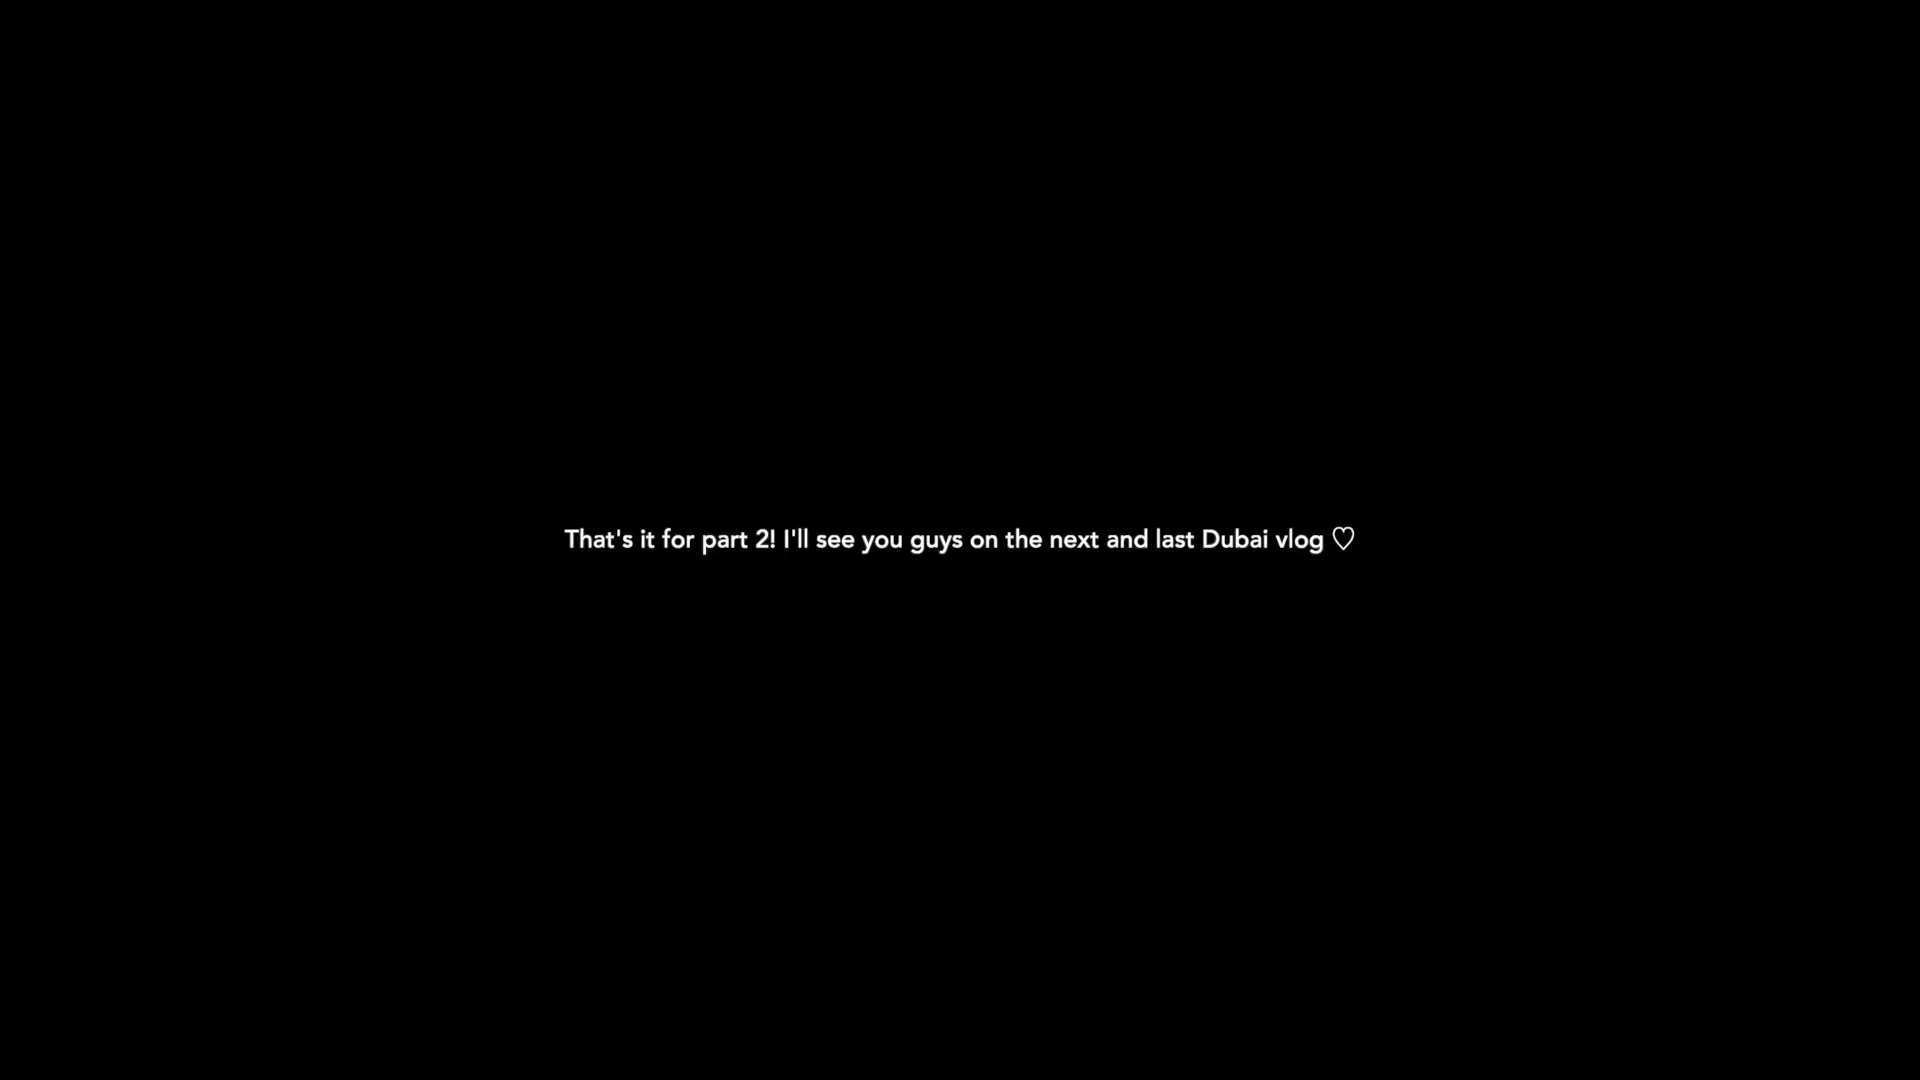 That's it for part 2! I'll see you guys on the next and last Dubai vlog ♡